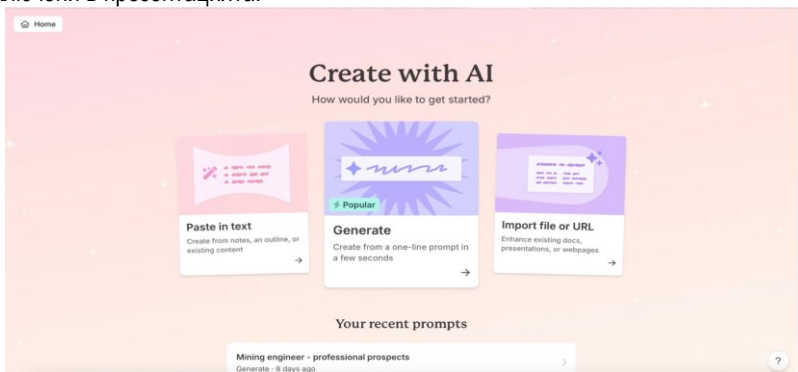 Home
Create with AI
How would you like to get started?
Popular
Paste in text
Create from notes, an outline, or
existing content
Generate
Create from a one-line prompt in
a few seconds
Import file or URL
Enhance existing docs,
presentations, or webpages
Your recent prompts
Mining engineer - professional prospects
Generate · 8 days ago
?